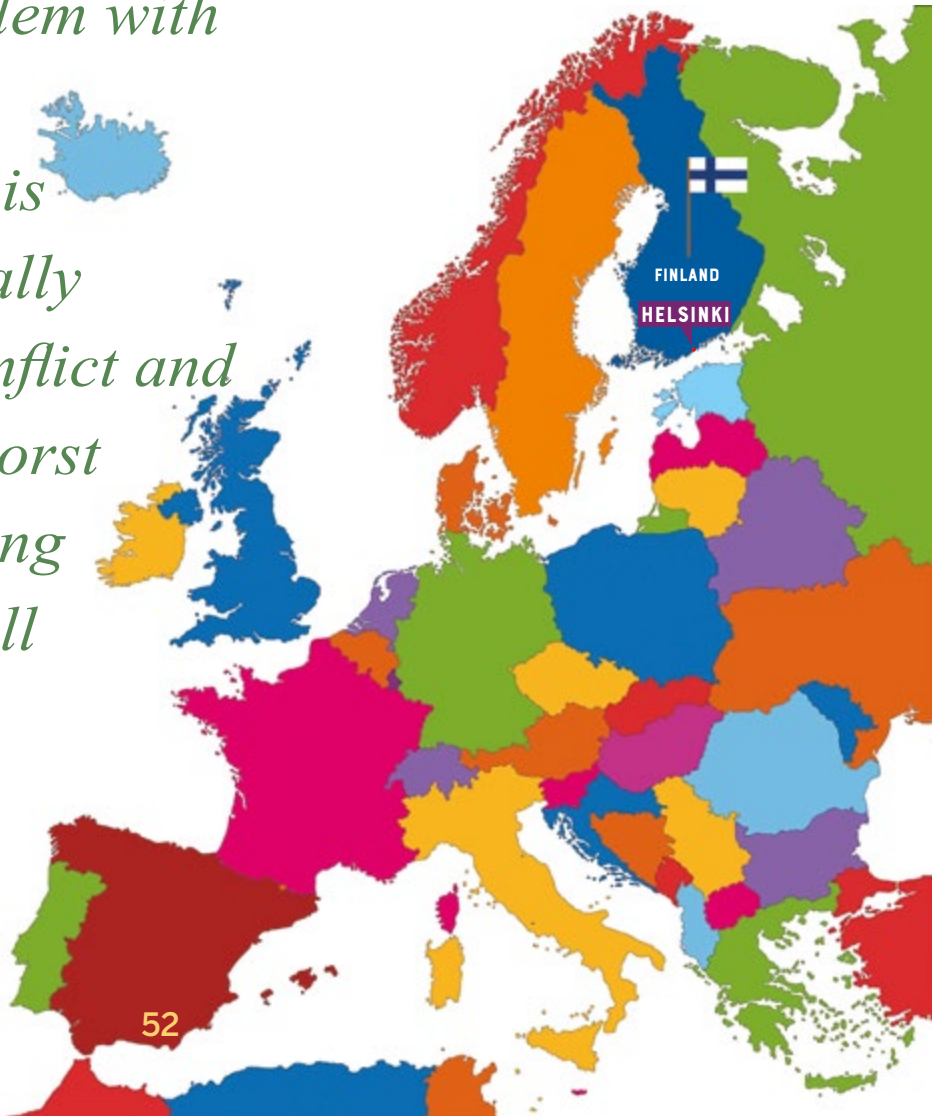 lem with
is
ally
nflict and
orst
ng
ll
FINLAND
HELSINKI
52